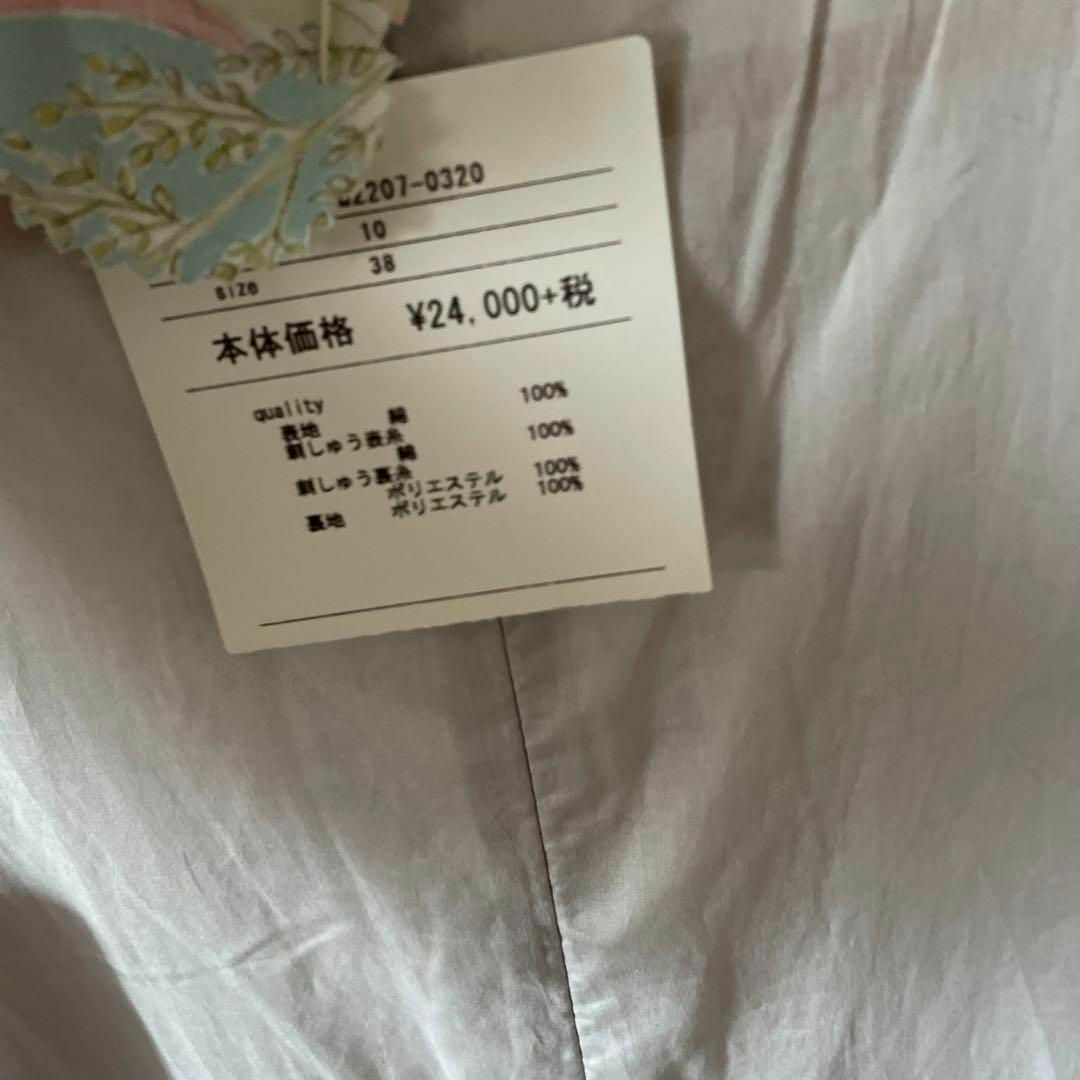 2207-0320
10
size 38
本体価格 ¥24,000+税
quality
表地 綿 100%
刺しゅう表糸
綿 100%
刺しゅう裏糸
ポリエステル 100%
裏地 ポリエステル 100%